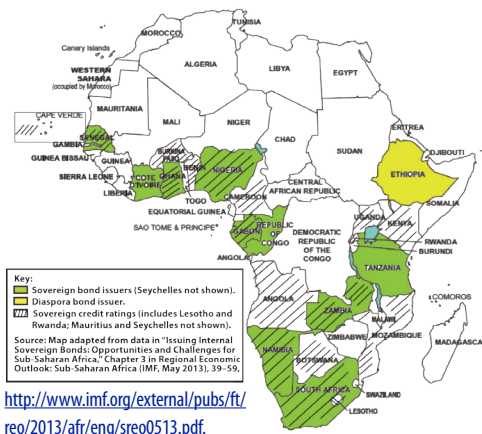 TUNISIA
MOROCCO
Canary Islands
ALGERIA
LIBYA
EGYPT
WESTERN
SAHARA
(occupied by Morocco)
CAPE VERDE
MAURITANIA
MALI
NIGER
CHAD
SUDAN
ERITREA
DJIBOUTI
SENEGAL
GAMBIA
GUINEA BISSAU
GUINEA
SIERRA LEONE
LIBERIA
COTE
D'IVOIRE
BURKINA
FASO
GHANA
BENIN
TOGO
NIGERIA
CAMEROON
CENTRAL
AFRICAN REPUBLIC
ETHIOPIA
SOMALIA
EQUATORIAL GUINEA
SAO TOME & PRINCIPE*
GABON
REPUBLIC
OF
CONGO
DEMOCRATIC
REPUBLIC
OF THE
CONGO
UGANDA
KENYA
RWANDA
BURUNDI
TANZANIA
ANGOLA
ANGOLA
ZAMBIA
MALAWI
COMOROS
MOZAMBIQUE
ZIMBABWE
MADAGASCA
NAMIBIA
BOTSWANA
SWAZILAND
SOUTH AFRICA
LESOTHO
Key:
Sovereign bond issuers (Seychelles not shown).
Diaspora bond issuer.
Sovereign credit ratings (includes Lesotho and
Rwanda; Mauritius and Seychelles not shown).
Source: Map adapted from data in "Issuing Internal
Sovereign Bonds: Opportunities and Challenges for
Sub-Saharan Africa," Chapter 3 in Regional Economic
Outlook: Sub-Saharan Africa (IMF, May 2013), 39–59,
http://www.imf.org/external/pubs/ft/
reo/2013/afr/eng/sreo0513.pdf.